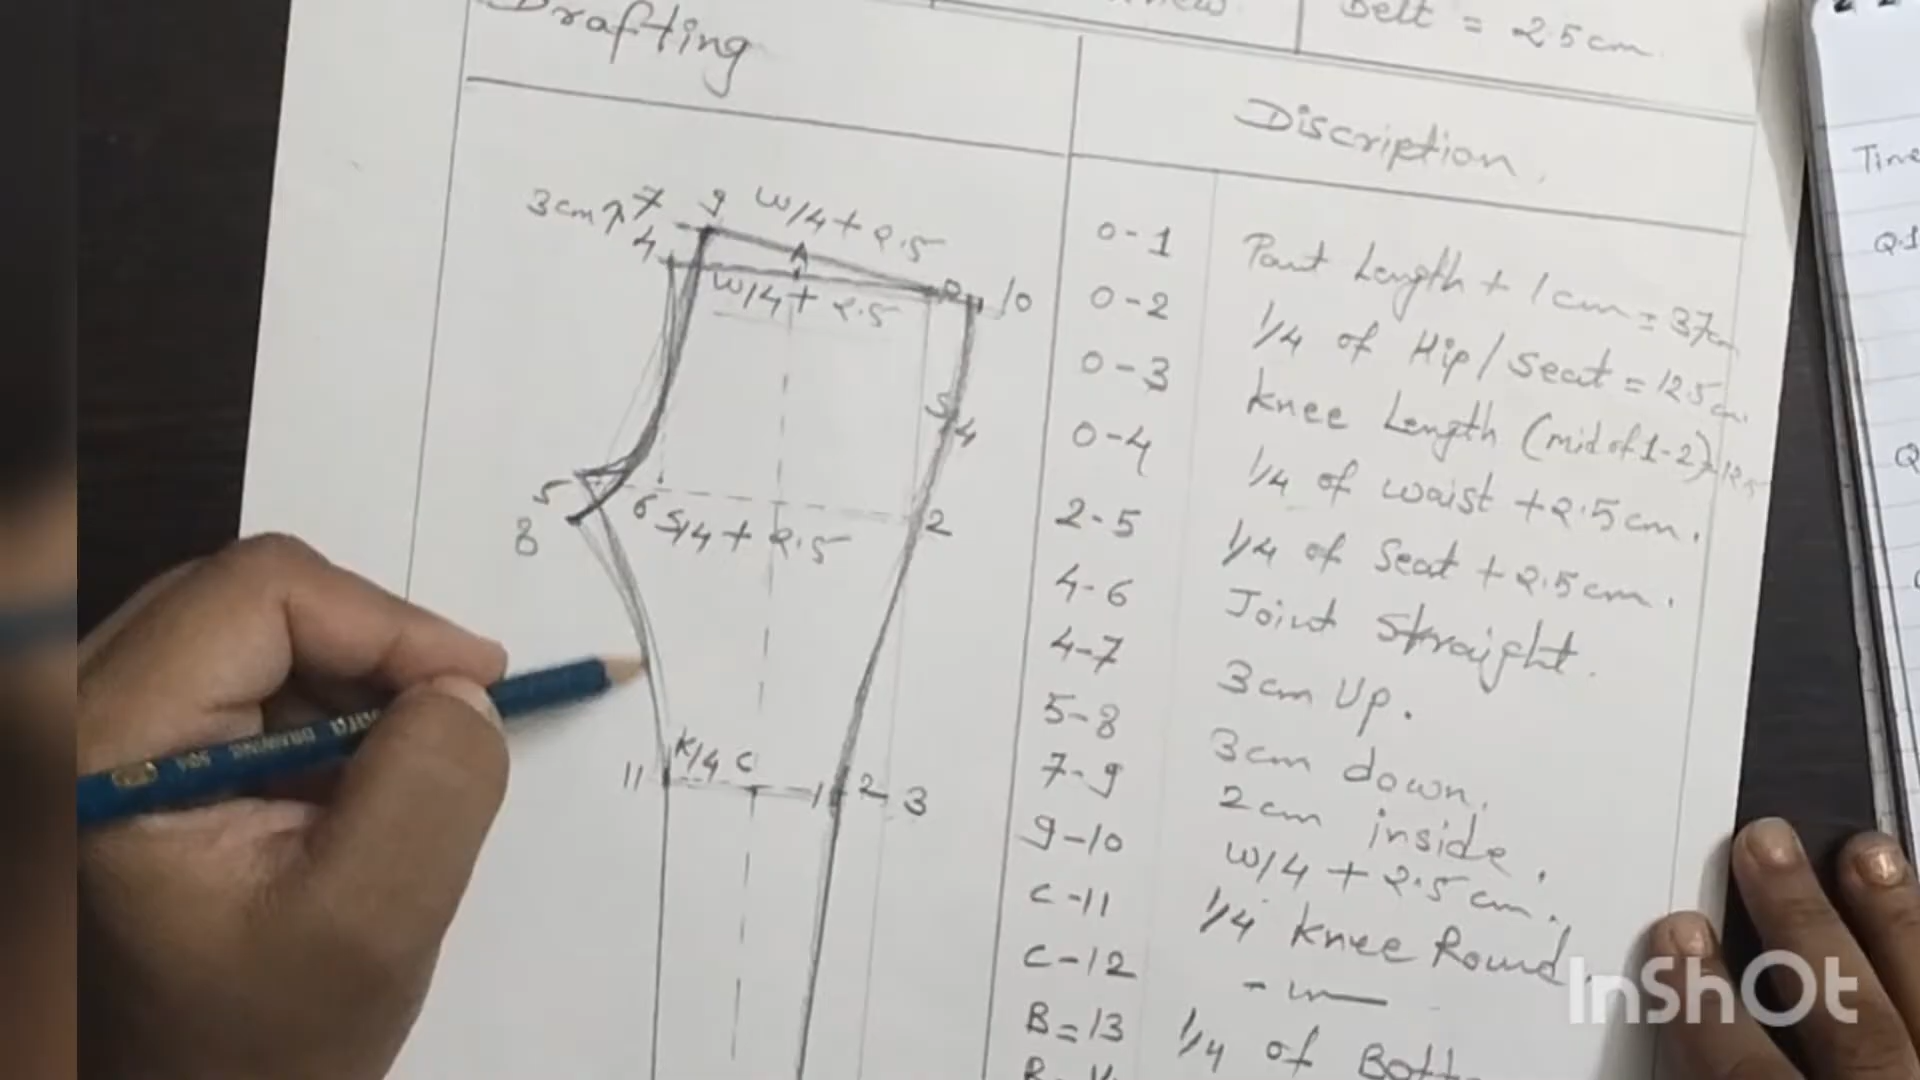 Drafting
Belt = 25cm
Discription
3cm 7 9 W/4 + 2.5
4 W/4 + 2.5 10
S/4
5 6 S/4 + 2.5 2
8
11 K/4 C 12 3
0-1 Pant Length + 1cm = 37cm
0-2 1/4 of Hip/Seat = 125cm.
0-3 Knee Length (mid of 1-2)
0-4 1/4 of waist + 2.5cm.
2-5 1/4 of Seat + 2.5cm.
4-6 Joint Straight.
4-7 3cm Up.
5-8 3cm down.
7-9 2cm inside.
9-10 W/4 + 2.5cm.
C-11 1/4 Knee Round.
C-12 - ״ —
B=13 1/4 of Bott
Time
Q.1
Q
DRAWING
InShOt